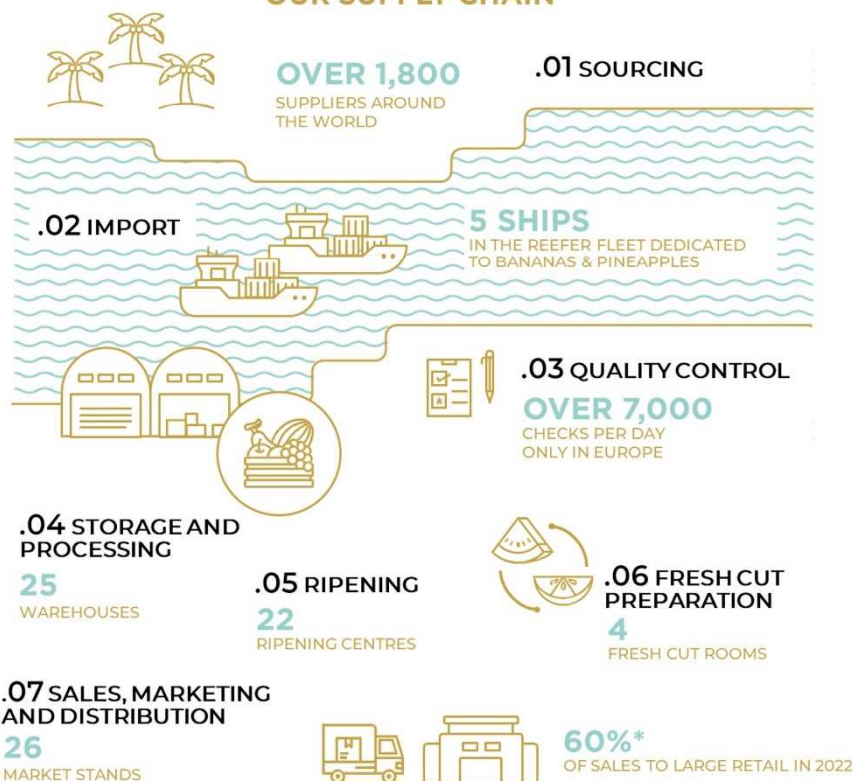 OUR SUPPLY CHAIN
OVER 1,800
SUPPLIERS AROUND
THE WORLD
.01 SOURCING
.02 IMPORT
5 SHIPS
IN THE REEFER FLEET DEDICATED
TO BANANAS & PINEAPPLES
.03 QUALITY CONTROL
OVER 7,000
CHECKS PER DAY
ONLY IN EUROPE
.04 STORAGE AND
PROCESSING
25
WAREHOUSES
.05 RIPENING
22
RIPENING CENTRES
.06 FRESH CUT
PREPARATION
4
FRESH CUT ROOMS
.07 SALES, MARKETING
AND DISTRIBUTION
26
MARKET STANDS
60%*
OF SALES TO LARGE RETAIL IN 2022